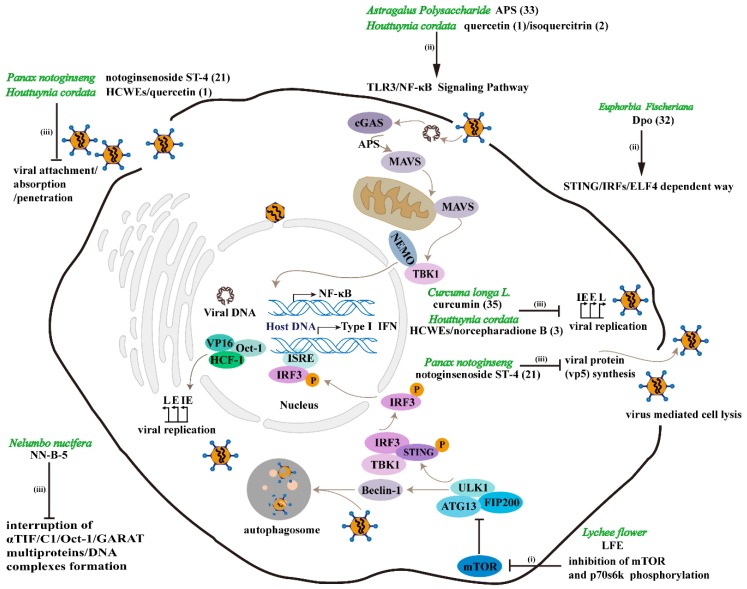 Astragalus Polysaccharide APS (33)
Houttuynia cordata quercetin (1)/isoquercitrin (2)
(ii)
TLR3/NF-κB Signaling Pathway
Panax notoginseng notoginsenoside ST-4 (21)
Houttuynia cordata HCWEs/quercetin (1)
(iii)
viral attachment/
absorption
/penetration
Euphorbia Fischeriana
Dpo (32)
(ii)
STING/IRFs/ELF4 dependent way
cGAS
APS
MAVS
MAVS
NEMO
TBK1
NF-κB
Viral DNA
Host DNA
Type I IFN
VP16
Oct-1
HCF-1
ISRE
IRF3
P
Nucleus
L E IE
viral replication
Curcuma longa L.
curcumin (35)
Houttuynia cordata
HCWEs/norcepharadione B (3)
(iii)
IE E L
viral replication
Panax notoginseng
notoginsenoside ST-4 (21)
(iii)
viral protein
(vp5) synthesis
virus mediated cell lysis
P
IRF3
IRF3
P
STING
TBK1
Nelumbo nucifera
NN-B-5
(iii)
interruption of
αTIF/C1/Oct-1/GARAT
multiproteins/DNA
complexes formation
autophagosome
Beclin-1
ULK1
ATG13
FIP200
mTOR
Lychee flower
LFE
(i)
inhibition of mTOR
and p70s6k phosphorylation